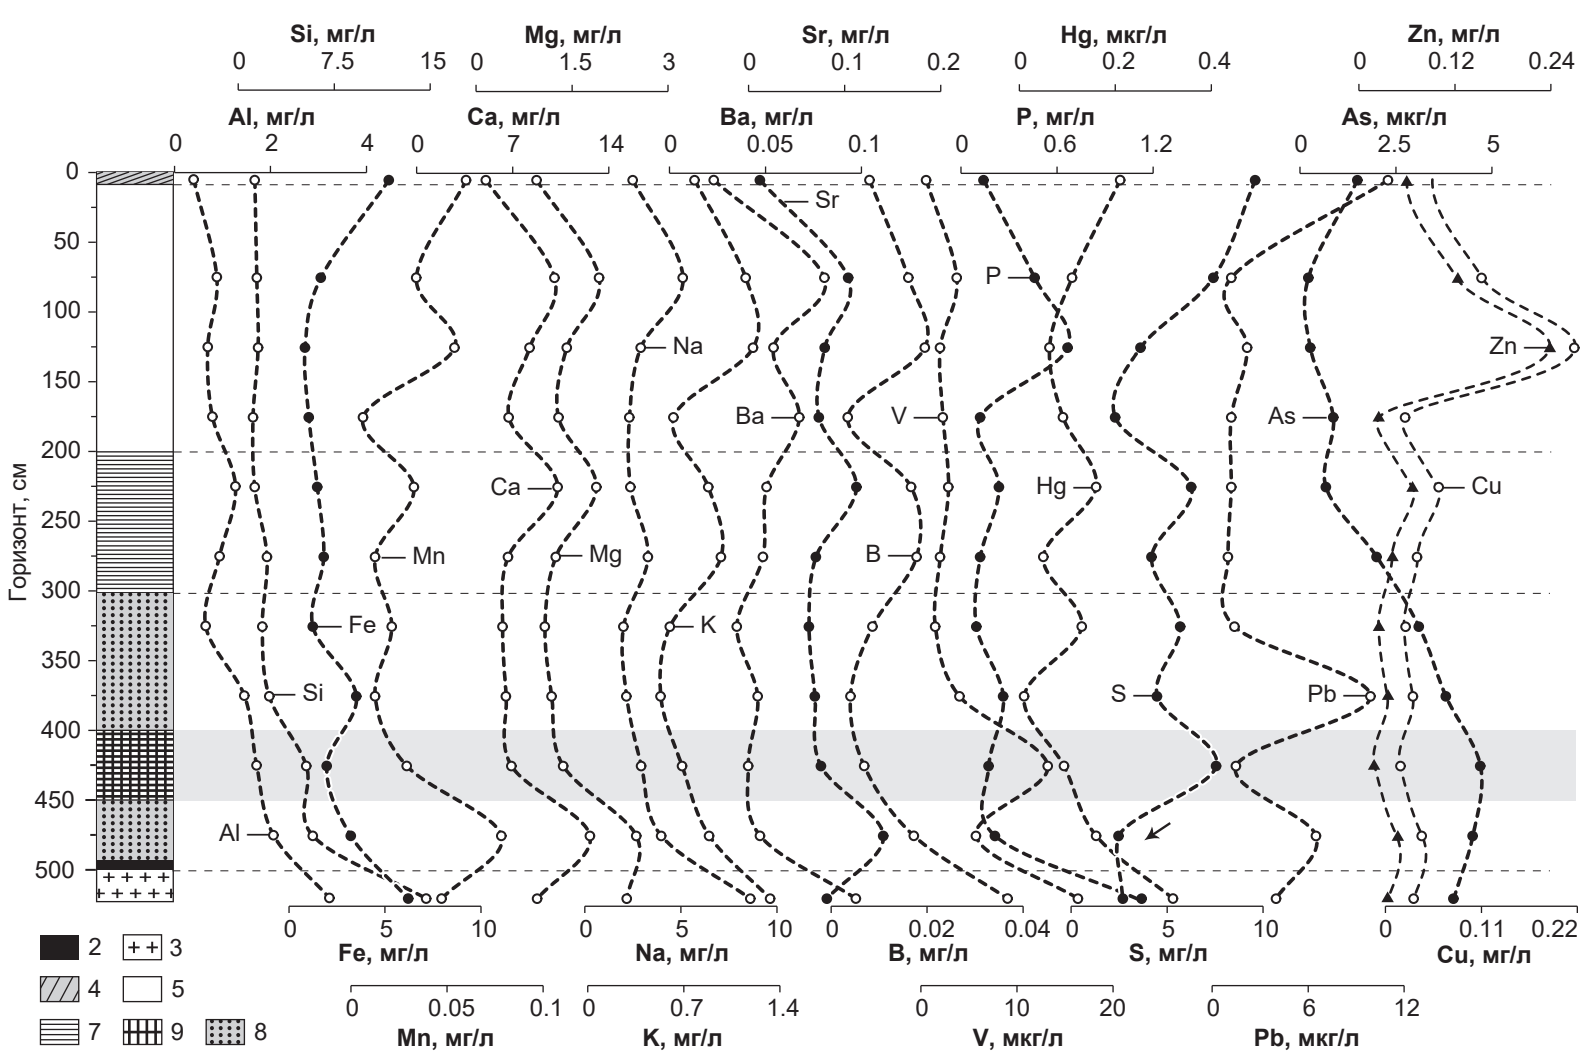 Si, мг/л Mg, мг/л Sr, мг/л Hg, мкг/л Zn, мг/л
0 7.5 15 0 1.5 3 0 0.1 0.2 0 0.2 0.4 0 0.12 0.24
Al, мг/л Ca, мг/л Ba, мг/л P, мг/л As, мкг/л
0 2 4 0 7 14 0 0.05 0.1 0 0.6 1.2 0 2.5 5
0
Sr
50
P
100
Na Zn
150
Ba V As
200
Ca Hg Cu
250
Mn Mg B
300
Fe K
350
Si S Pb
400
450
Al
500
Горизонт, см
0 5 10 0 5 10 0 0.02 0.04 0 5 10 0 0.11 0.22
Fe, мг/л Na, мг/л B, мг/л S, мг/л Cu, мг/л
0 0.05 0.1 0 0.7 1.4 0 10 20 0 6 12
Mn, мг/л K, мг/л V, мкг/л Pb, мкг/л
2 3
4 5
7 9 8